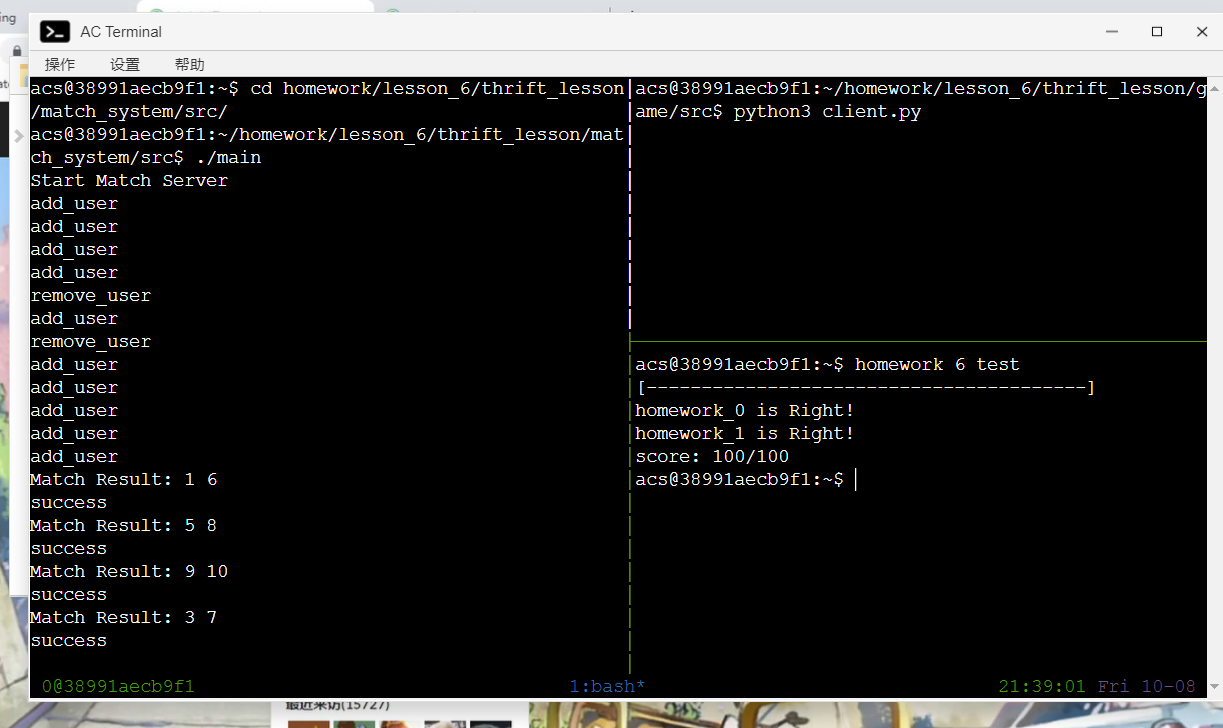 ing
AC Terminal
操作 设置 帮助
acs@38991aecb9f1:~$ cd homework/lesson_6/thrift_lesson
/match_system/src/
acs@38991aecb9f1:~/homework/lesson_6/thrift_lesson/mat
ch_system/src$ ./main
Start Match Server
add_user
add_user
add_user
add_user
remove_user
add_user
remove_user
add_user
add_user
add_user
add_user
add_user
Match Result: 1 6
success
Match Result: 5 8
success
Match Result: 9 10
success
Match Result: 3 7
success
acs@38991aecb9f1:~/homework/lesson_6/thrift_lesson/g
ame/src$ python3 client.py
acs@38991aecb9f1:~$ homework 6 test
[----------------------------------------]
homework_0 is Right!
homework_1 is Right!
score: 100/100
acs@38991aecb9f1:~$
0@38991aecb9f1 1:bash* 21:39:01 Fri 10-08
最近来访(15727)